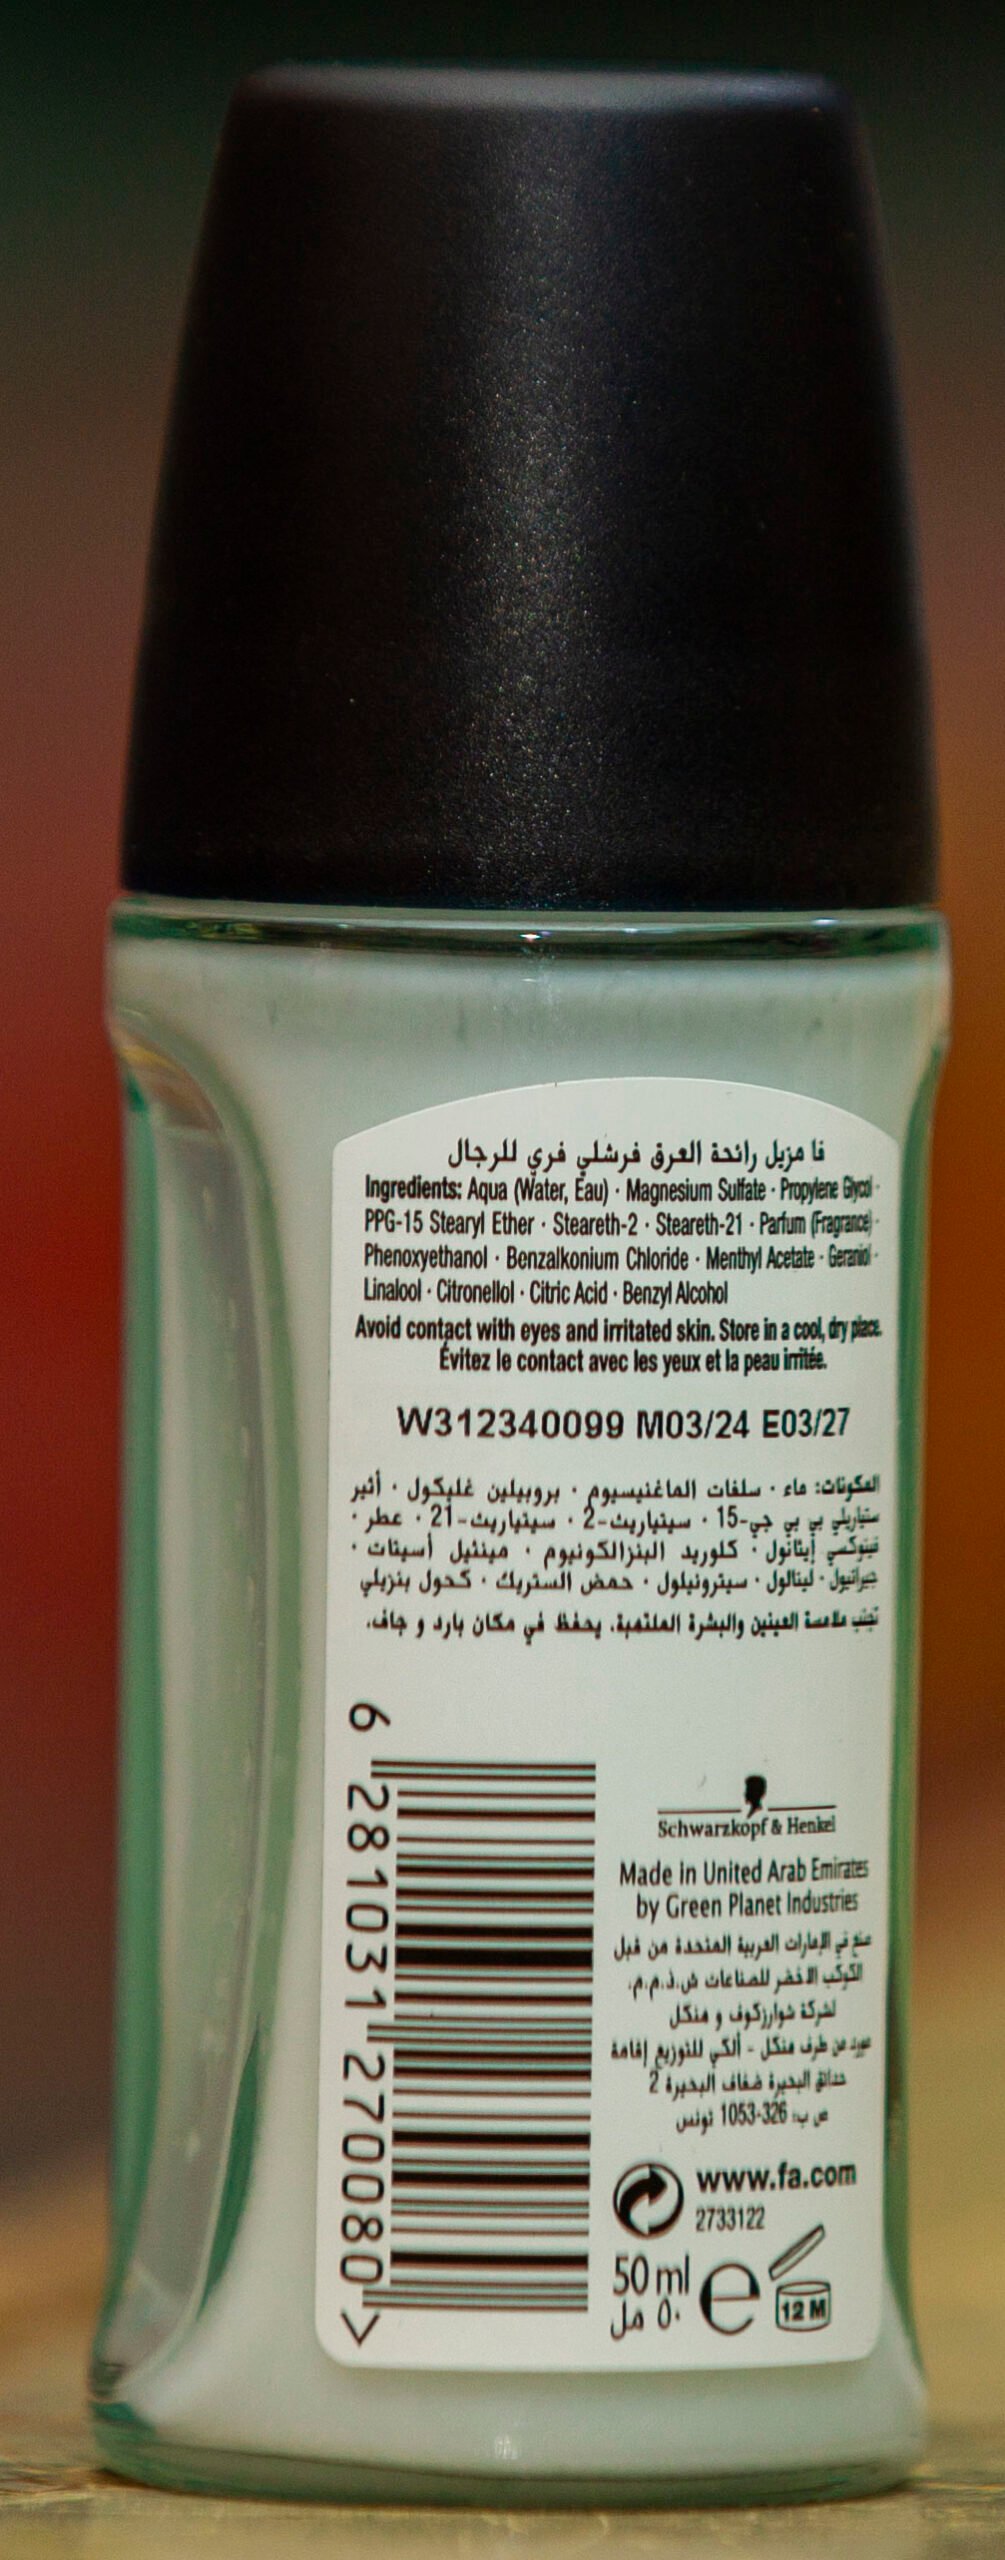 فا مزيل رائحة العرق فرشلي فري للرجال
Ingredients: Aqua (Water, Eau) · Magnesium Sulfate · Propylene Glycol ·
PPG-15 Stearyl Ether · Steareth-2 · Steareth-21 · Parfum (Fragrance) ·
Phenoxyethanol · Benzalkonium Chloride · Menthyl Acetate · Geraniol ·
Linalool · Citronellol · Citric Acid · Benzyl Alcohol
Avoid contact with eyes and irritated skin. Store in a cool, dry place.
Évitez le contact avec les yeux et la peau irritée.
W312340099 M03/24 E03/27
المكونات: ماء · سلفات الماغنيسيوم · بروبيلين غليكول · أثير
ستياريلي بي بي جي-15 · سيتياريث-2 · سيتياريث-21 · عطر ·
فينوكسي إيثانول · كلوريد البنزالكونيوم · مينثيل أسيتات ·
جيرانيول · لينالول · سيترونيلول · حمض الستريك · كحول بنزيلي
تجنب ملامسة العينين والبشرة الملتهبة. يحفظ في مكان بارد و جاف.
6 281031 270080 >
Schwarzkopf & Henkel
Made in United Arab Emirates
by Green Planet Industries
صنع في الإمارات العربية المتحدة من قبل
الكوكب الاخضر للصناعات ش.ذ.م.م.
لشركة شوارزكوف و هنكل
من طرف هنكل - ألكي للتوزيع إقامة
حدائق البحيرة ضفاف البحيرة 2
ص ب: 326-1053 تونس
www.fa.com
2733122
50 ml
٥٠ مل
e
12 M